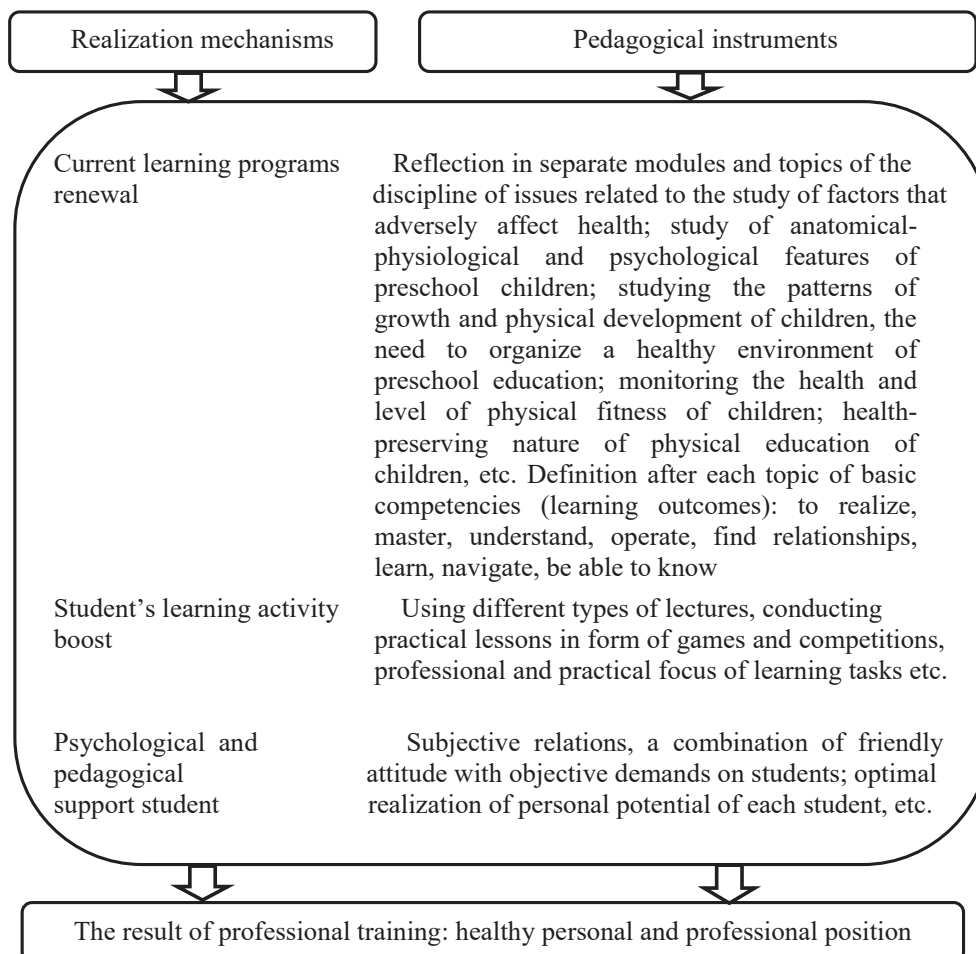 Realization mechanisms
Pedagogical instruments
Current learning programs
renewal
Reflection in separate modules and topics of the
discipline of issues related to the study of factors that
adversely affect health; study of anatomical-
physiological and psychological features of
preschool children; studying the patterns of
growth and physical development of children, the
need to organize a healthy environment of
preschool education; monitoring the health and
level of physical fitness of children; health-
preserving nature of physical education of
children, etc. Definition after each topic of basic
competencies (learning outcomes): to realize,
master, understand, operate, find relationships,
learn, navigate, be able to know
Student’s learning activity
boost
Using different types of lectures, conducting
practical lessons in form of games and competitions,
professional and practical focus of learning tasks etc.
Psychological and
pedagogical
support student
Subjective relations, a combination of friendly
attitude with objective demands on students; optimal
realization of personal potential of each student, etc.
The result of professional training: healthy personal and professional position